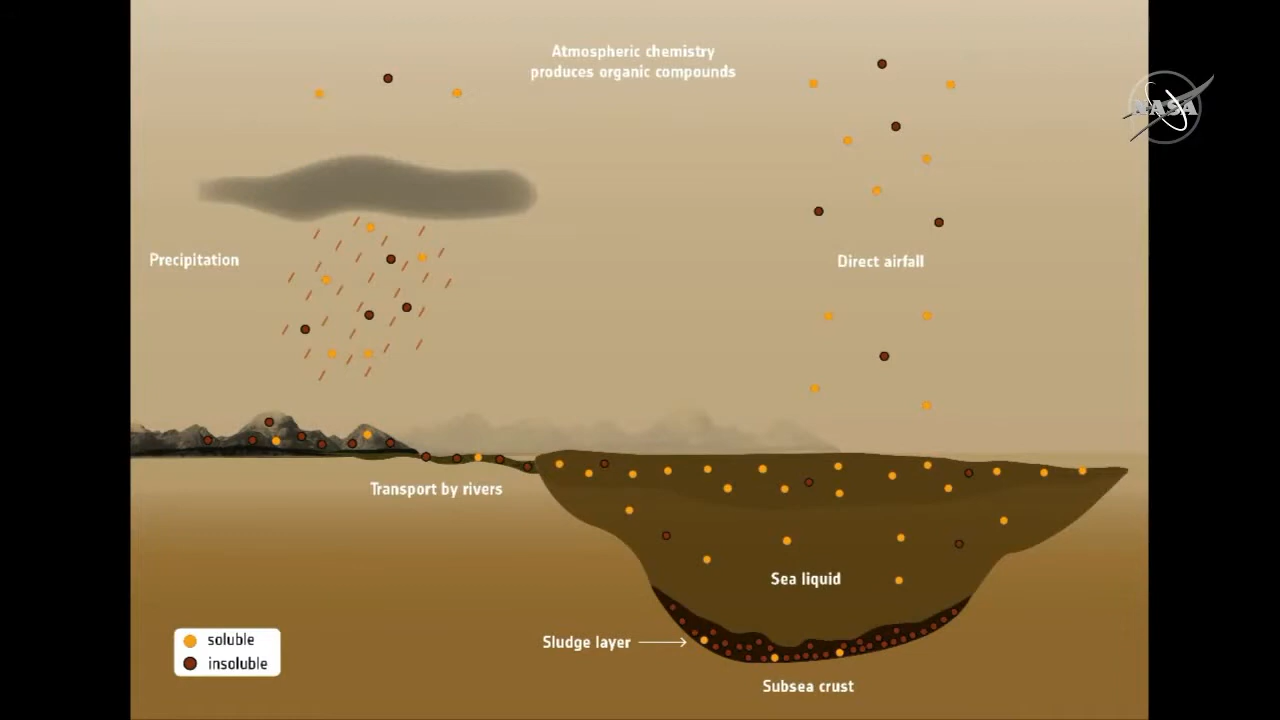 Atmospheric chemistry
produces organic compounds
NASA
Precipitation
Direct airfall
Transport by rivers
Sea liquid
Sludge layer
Subsea crust
soluble
insoluble